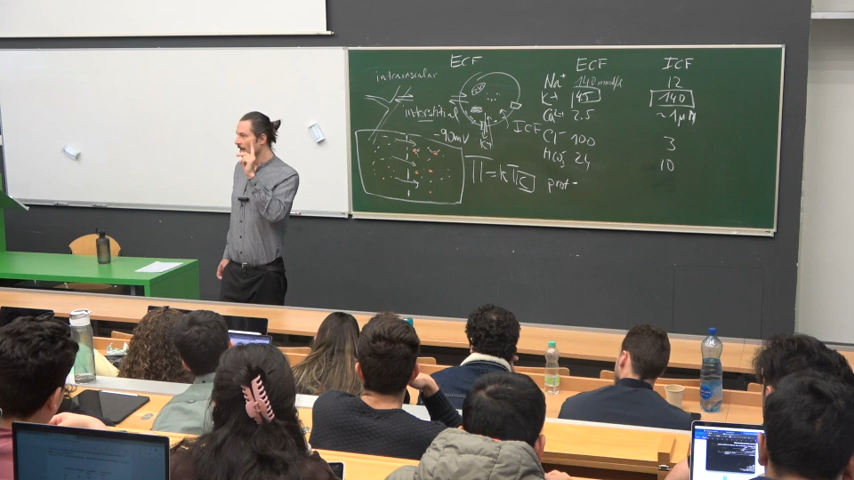 ECF
intravascular
interstitial
ICF
-90mV
K+
π = kTc
ECF ICF
Na+ 140 mmol/l 12
K+ 4.5 140
Ca2+ 2.5 ~1μM
Cl- 100 3
HCO3- 24 10
prot-